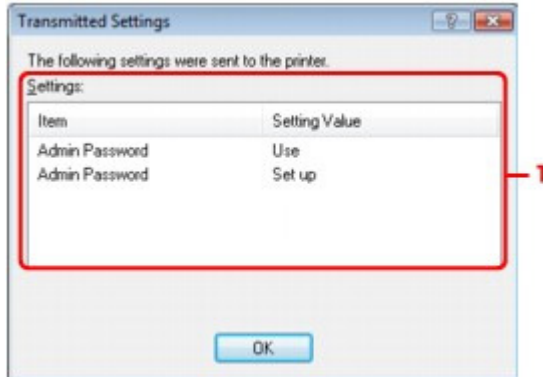 Transmitted Settings
The following settings were sent to the printer.
Settings:
Item Setting Value
Admin Password Use
Admin Password Set up
1
OK